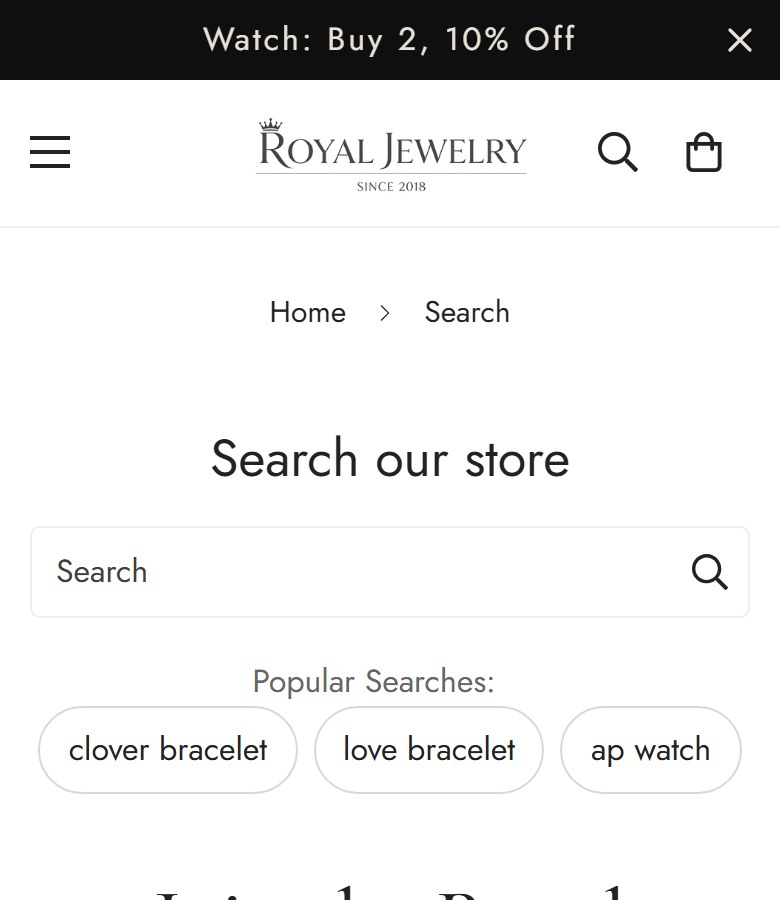 Watch: Buy 2, 10% Off
ROYAL JEWELRY
SINCE 2018
Home > Search
Search our store
Search
Popular Searches:
clover bracelet love bracelet ap watch